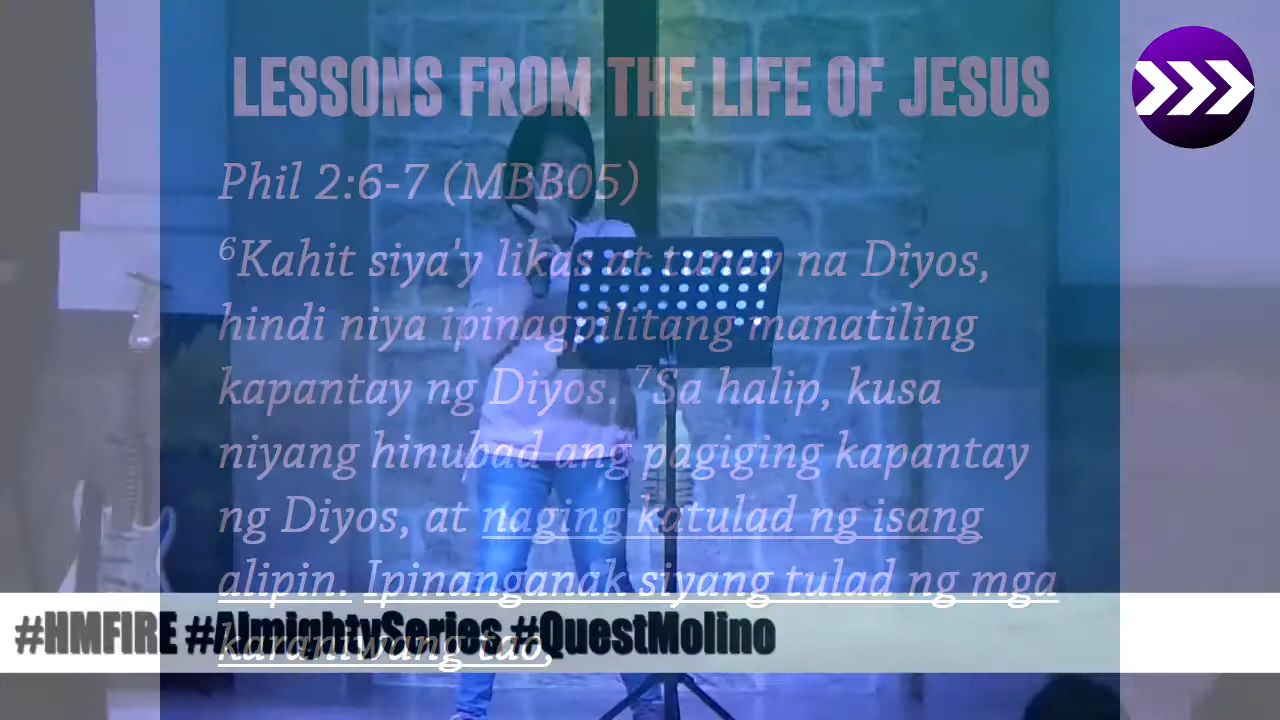 LESSONS FROM THE LIFE OF JESUS
Phil 2:6-7 (MBB05)
⁶Kahit siya'y likas at tunay na Diyos,
hindi niya ipinagpilitang manatiling
kapantay ng Diyos. ⁷Sa halip, kusa
niyang hinubad ang pagiging kapantay
ng Diyos, at naging katulad ng isang
alipin. Ipinanganak siyang tulad ng mga
karaniwang tao,
#HMFIRE #AlmightySeries #QuestMolino